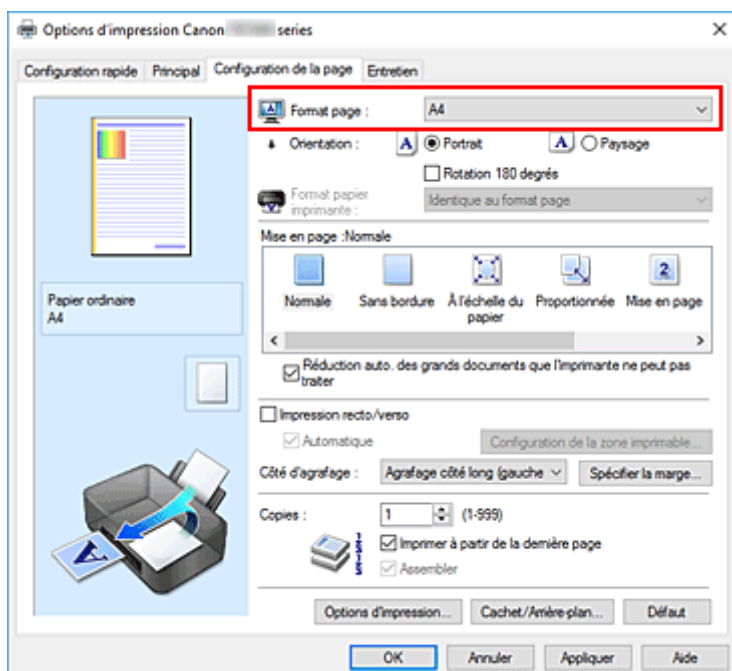 Options d'impression Canon series
Configuration rapide Principal Configuration de la page Entretien
Format page : A4
Orientation : A Portrait A Paysage
Rotation 180 degrés
Format papier imprimante : Identique au format page
Mise en page :Normale
2
Normale Sans bordure À l'échelle du papier Proportionnée Mise en page
Papier ordinaire
A4
Réduction auto. des grands documents que l'imprimante ne peut pas
traiter
Impression recto/verso
Automatique Configuration de la zone imprimable...
Côté d'agrafage : Agrafage côté long (gauche Spécifier la marge...
Copies : 1 (1-999)
Imprimer à partir de la dernière page
Assembler
A
Options d'impression... Cachet/Arrière-plan... Défaut
OK Annuler Appliquer Aide